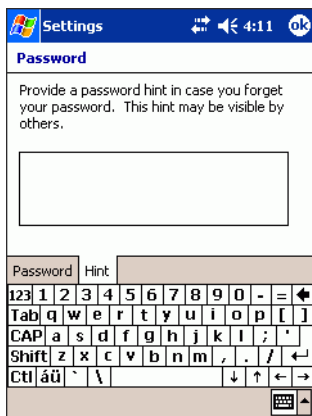 Settings 4:11 ok
Password
Provide a password hint in case you forget
your password. This hint may be visible by
others.
Password Hint
123 1 2 3 4 5 6 7 8 9 0 - =
Tab q w e r t y u i o p [ ]
CAP a s d f g h j k l ; '
Shift z x c v b n m , . /
Ctl áü ` \